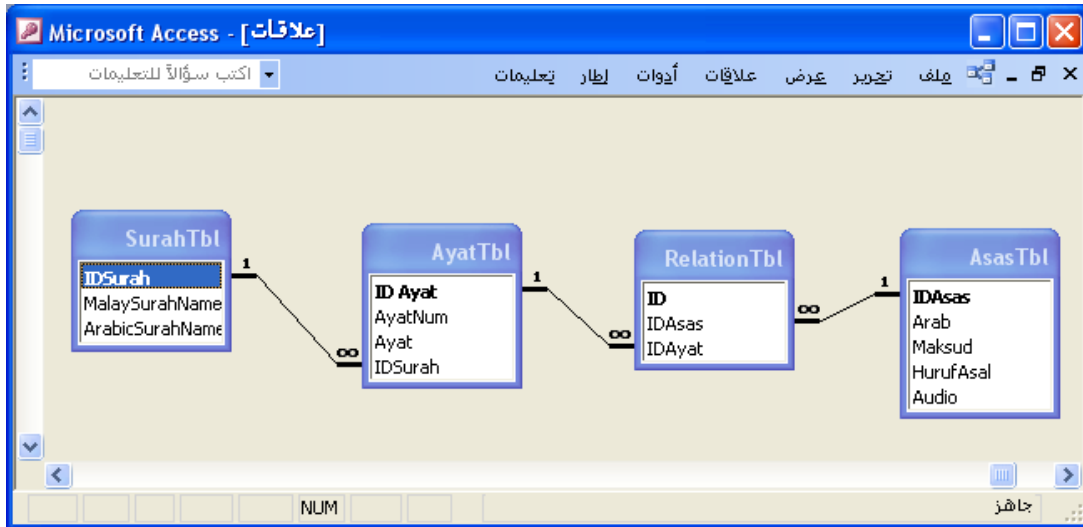 Microsoft Access - [علاقات]
ملف تحرير عرض علاقات أدوات إطار تعليمات
اكتب سؤالاً للتعليمات
SurahTbl
IDSurah
MalaySurahName
ArabicSurahName
1
∞
AyatTbl
ID Ayat
AyatNum
Ayat
IDSurah
1
∞
RelationTbl
ID
IDAsas
IDAyat
∞
1
AsasTbl
IDAsas
Arab
Maksud
HurufAsal
Audio
NUM
جاهز